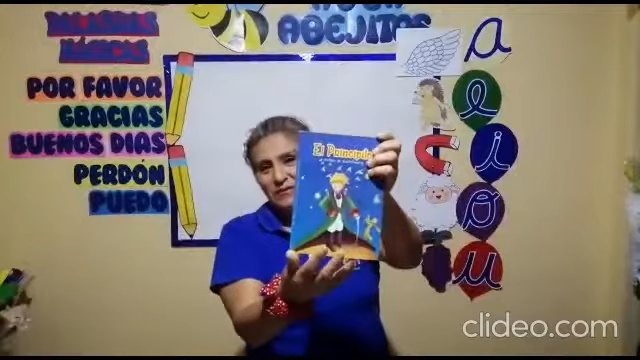 PALABRAS
MÁGICAS
POR FAVOR
GRACIAS
BUENOS DIAS
PERDÓN
PUEDO
ABEJITAS
El Principito
a
e
i
o
u
clideo.com